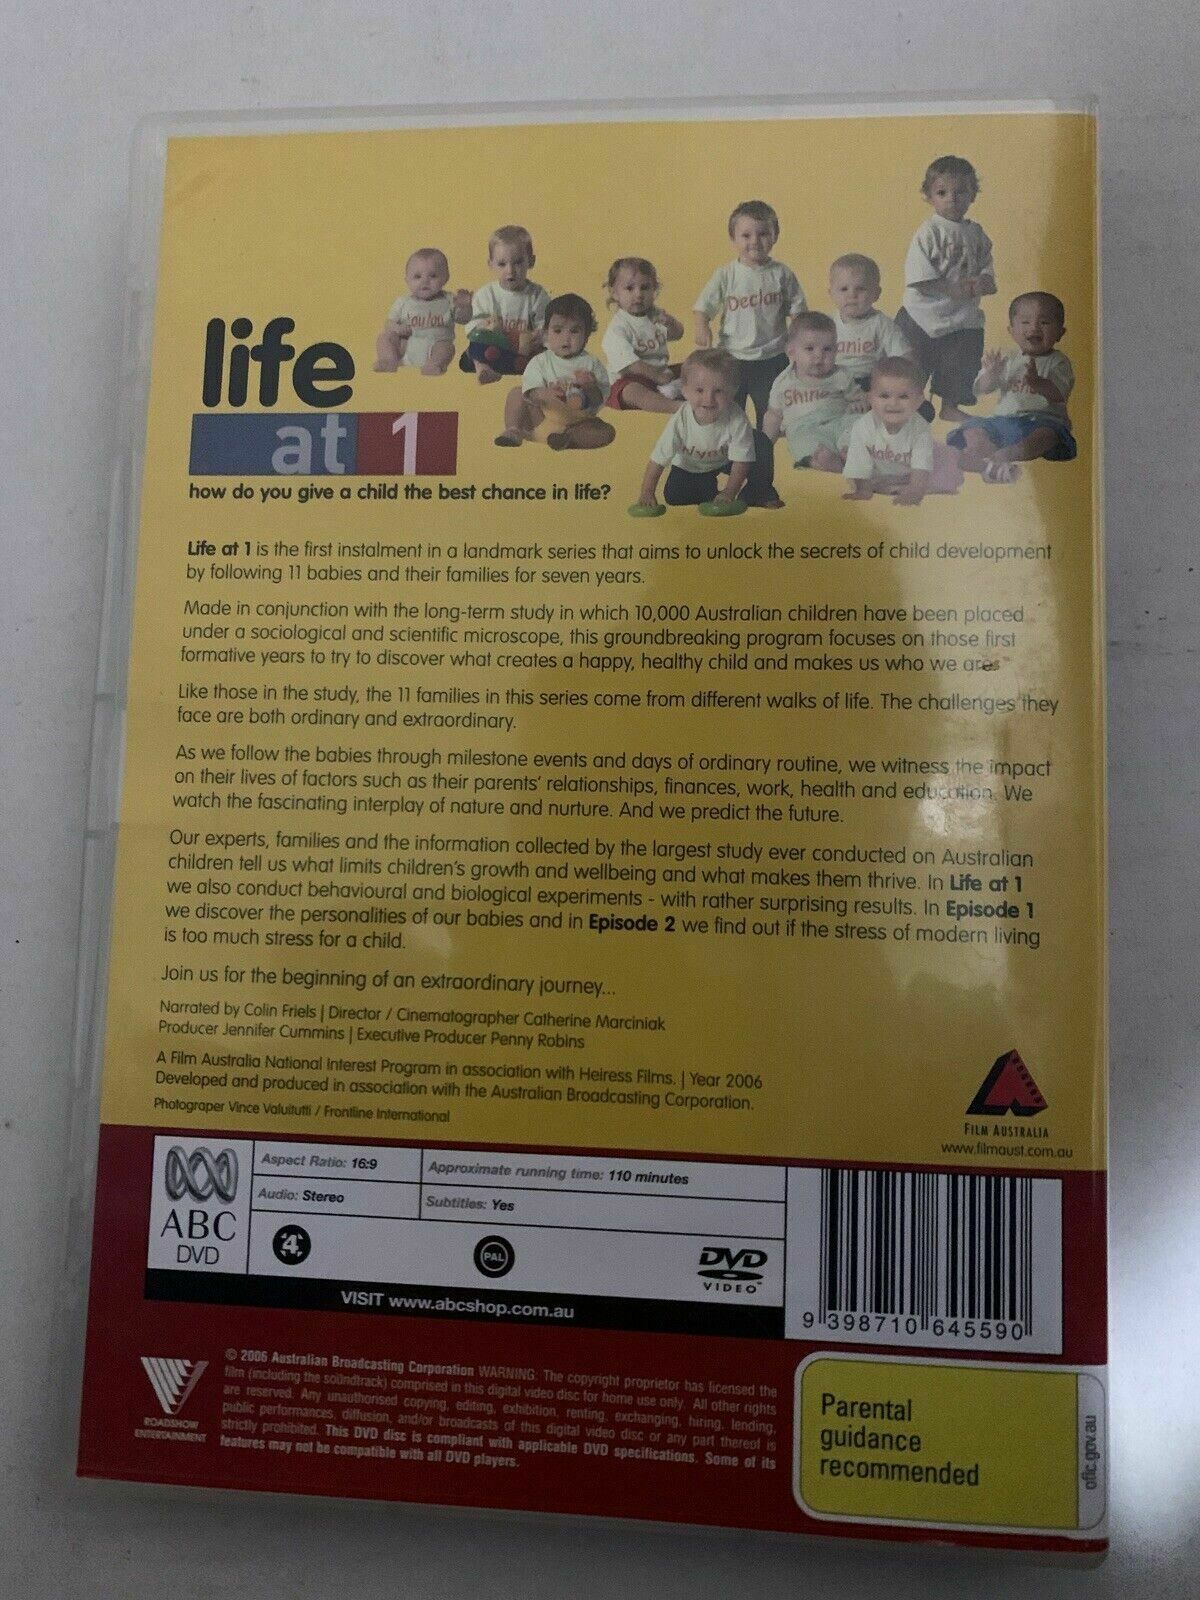 life
at 1
how do you give a child the best chance in life?
Declan
Sofi
anie
Shine
Wyat
Life at 1 is the first instalment in a landmark series that aims to unlock the secrets of child development
by following 11 babies and their families for seven years.
Made in conjunction with the long-term study in which 10,000 Australian children have been placed
under a sociological and scientific microscope, this groundbreaking program focuses on those first
formative years to try to discover what creates a happy, healthy child and makes us who we are.
Like those in the study, the 11 families in this series come from different walks of life. The challenges they
face are both ordinary and extraordinary.
As we follow the babies through milestone events and days of ordinary routine, we witness the impact
on their lives of factors such as their parents' relationships, finances, work, health and education. We
watch the fascinating interplay of nature and nurture. And we predict the future.
Our experts, families and the information collected by the largest study ever conducted on Australian
children tell us what limits children's growth and wellbeing and what makes them thrive. In Life at 1
we also conduct behavioural and biological experiments - with rather surprising results. In Episode 1
we discover the personalities of our babies and in Episode 2 we find out if the stress of modern living
is too much stress for a child.
Join us for the beginning of an extraordinary journey...
Narrated by Colin Friels | Director / Cinematographer Catherine Marciniak
Producer Jennifer Cummins | Executive Producer Penny Robins
A Film Australia National Interest Program in association with Heiress Films. | Year 2006
Developed and produced in association with the Australian Broadcasting Corporation.
Photograper Vince Valuitutti / Frontline International
FILM AUSTRALIA
www.filmaust.com.au
ABC
DVD
Aspect Ratio: 16:9
Approximate running time: 110 minutes
Audio: Stereo
Subtitles: Yes
4
PAL
DVD
VIDEO
VISIT www.abcshop.com.au
9 398710 645590
ROADSHOW
ENTERTAINMENT
© 2006 Australian Broadcasting Corporation WARNING: The copyright proprietor has licensed the
film (including the soundtrack) comprised in this digital video disc for home use only. All other rights
are reserved. Any unauthorised copying, editing, exhibition, renting, exchanging, hiring, lending,
public performances, diffusion, and/or broadcasts of this digital video disc or any part thereof is
strictly prohibited. This DVD disc is compliant with applicable DVD specifications. Some of its
features may not be compatible with all DVD players.
Parental
guidance
recommended
oflc.gov.au